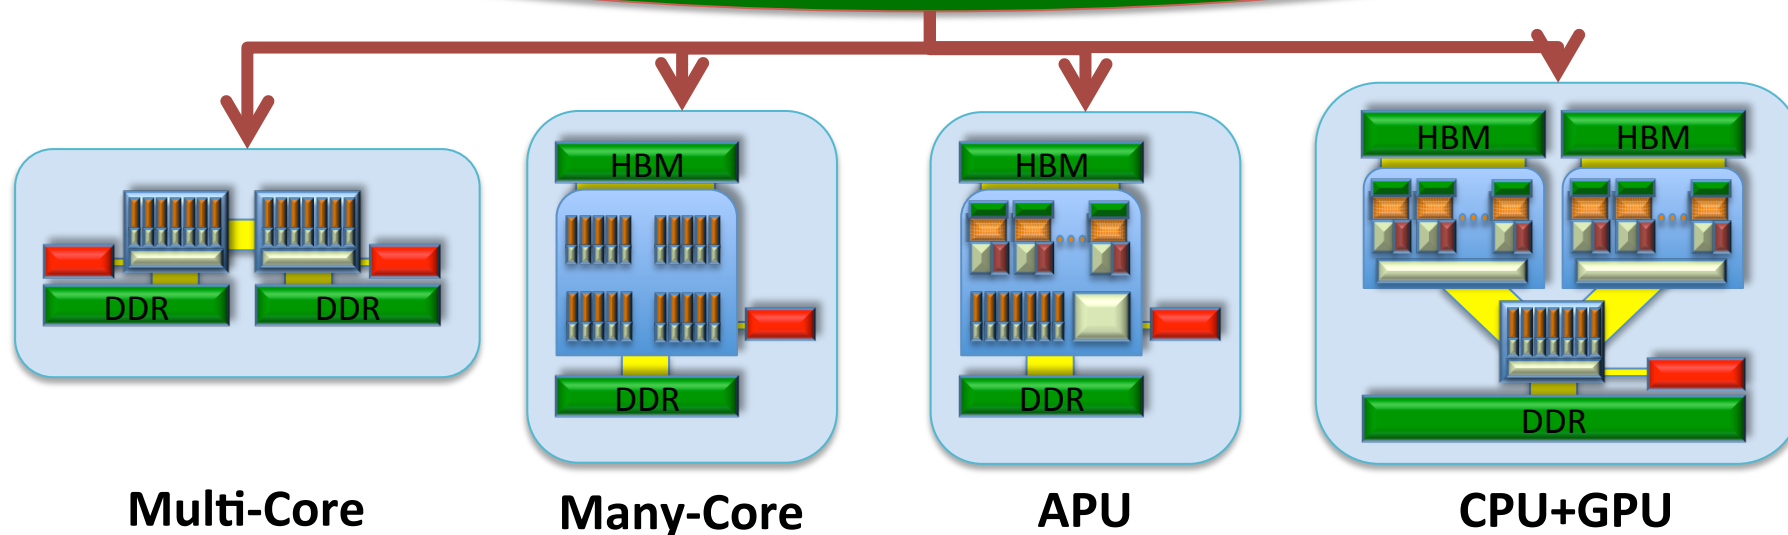 HBM
HBM
HBM
HBM
DDR
DDR
DDR
DDR
DDR
Multi-Core
Many-Core
APU
CPU+GPU